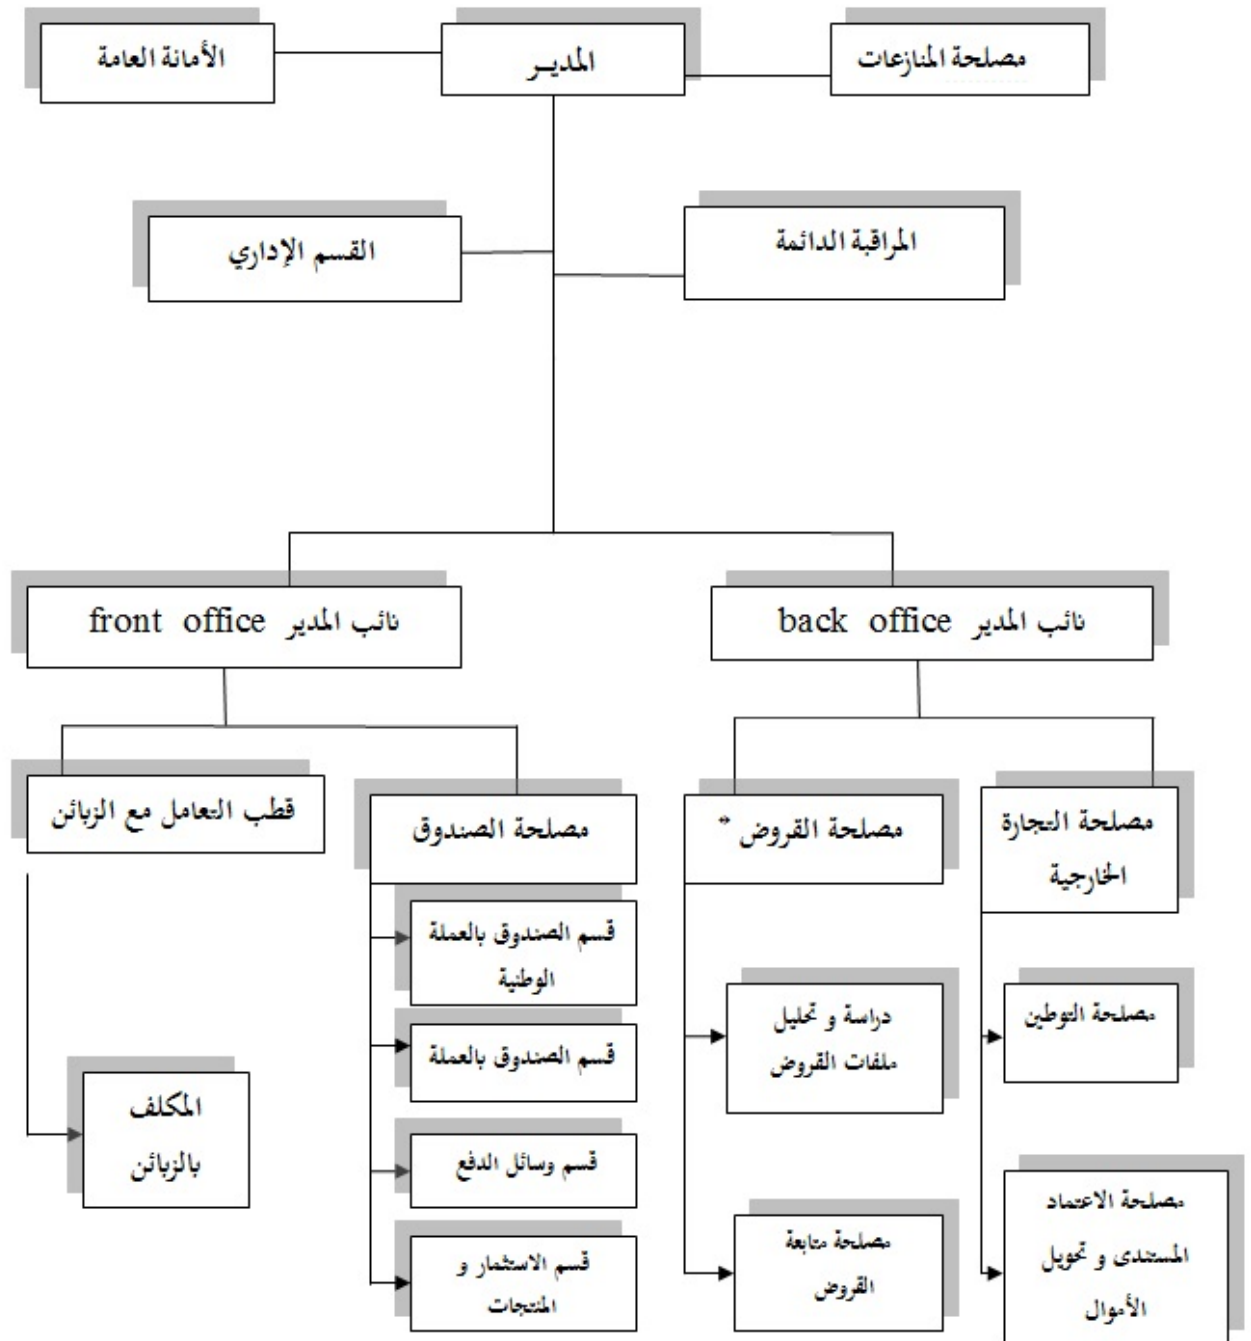 مصلحة المنازعات
المديـر
الأمانة العامة
المراقبة الدائمة
القسم الإداري
نائب المدير back office
نائب المدير front office
مصلحة التجارة
الخارجية
مصلحة القروض *
مصلحة الصندوق
قطب التعامل مع الزبائن
قسم الصندوق بالعملة
الوطنية
قسم الصندوق بالعملة
قسم وسائل الدفع
قسم الاستثمار و
المنتجات
دراسة و تحليل
ملفات القروض
مصلحة متابعة
القروض
مصلحة التوطين
مصلحة الاعتماد
المستندى و تحويل
الأموال
المكلف
بالزبائن